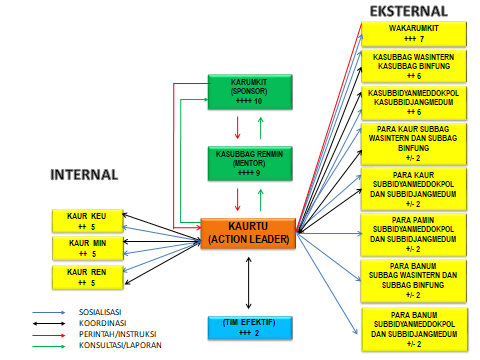 EKSTERNAL
WAKARUMKIT
+++ 7
KASUBBAG WASINTERN
KASUBBAG BINFUNG
++ 6
KASUBBIDYANMEDDOKPOL
KASUBBIDJANGMEDUM
++ 6
PARA KAUR SUBBAG
WASINTERN DAN SUBBAG
BINFUNG
+/- 2
PARA KAUR
SUBBIDYANMEDDOKPOL
DAN SUBBIDJANGMEDUM
+/- 2
PARA PAMIN
SUBBIDYANMEDDOKPOL
DAN SUBBIDJANGMEDUM
+/- 2
PARA BANUM
SUBBAG WASINTERN DAN
SUBBAG BINFUNG
+/- 2
PARA BANUM
SUBBIDYANMEDDOKPOL
DAN SUBBIDJANGMEDUM
+/- 2
KARUMKIT
(SPONSOR)
++++ 10
KASUBBAG RENMIN
(MENTOR)
++++ 9
KAURTU
(ACTION LEADER)
(TIM EFEKTIF)
+++ 2
INTERNAL
KAUR KEU
++ 5
KAUR MIN
++ 5
KAUR REN
++ 5
SOSIALISASI
KOORDINASI
PERINTAH/INSTRUKSI
KONSULTASI/LAPORAN